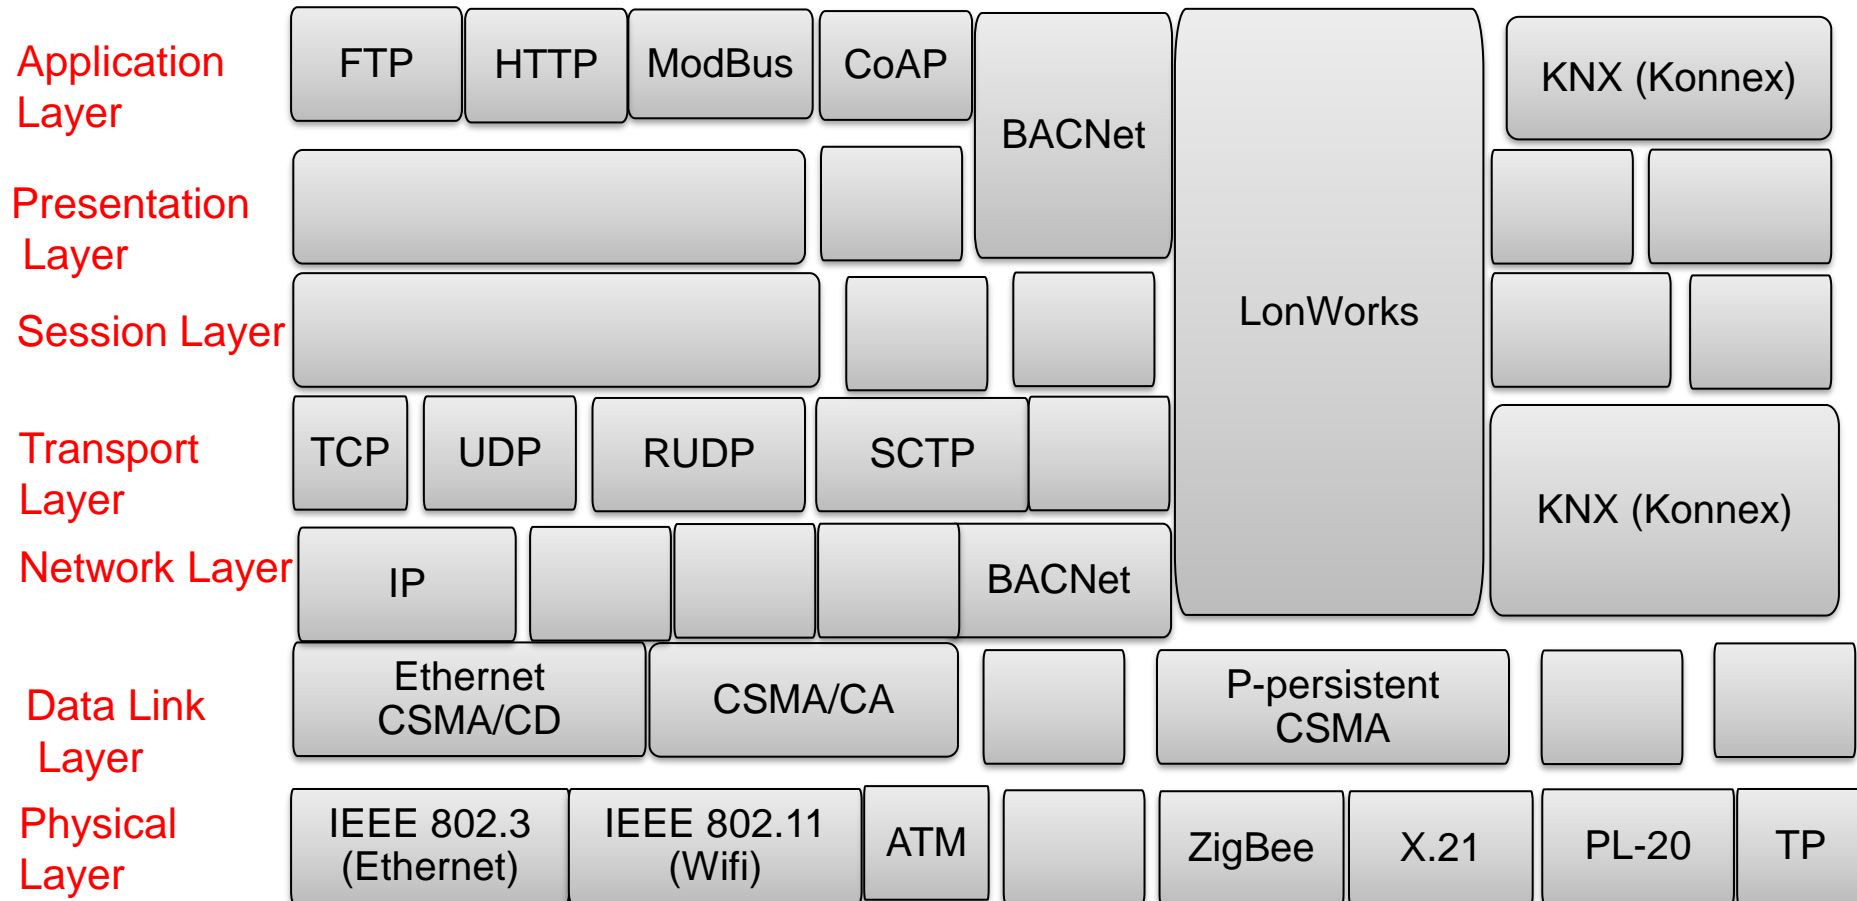 Application
Layer
FTP
HTTP
ModBus
CoAP
BACNet
LonWorks
KNX (Konnex)
Presentation
Layer
Session Layer
Transport
Layer
TCP
UDP
RUDP
SCTP
KNX (Konnex)
Network Layer
IP
BACNet
Data Link
Layer
Ethernet
CSMA/CD
CSMA/CA
P-persistent
CSMA
Physical
Layer
IEEE 802.3
(Ethernet)
IEEE 802.11
(Wifi)
ATM
ZigBee
X.21
PL-20
TP